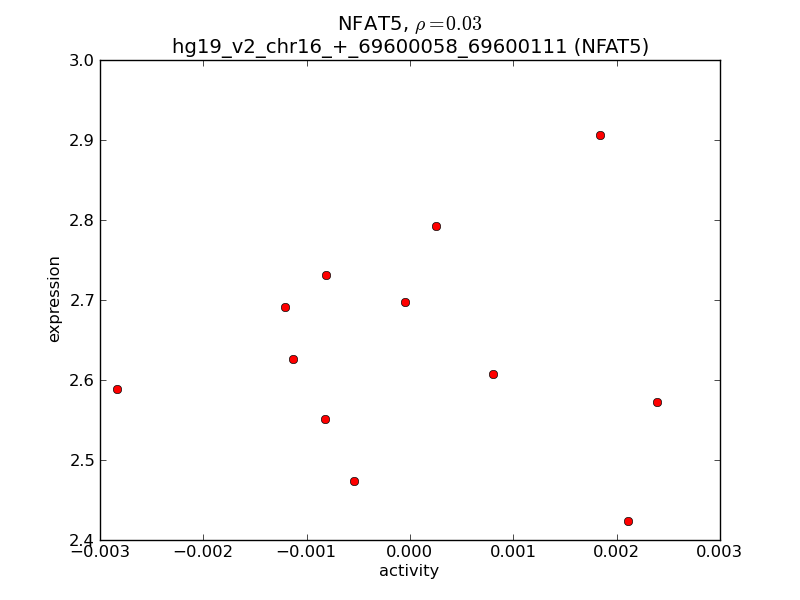 NFAT5, ρ = 0.03
hg19_v2_chr16_+_69600058_69600111 (NFAT5)
3.0
2.9
2.8
2.7
2.6
2.5
2.4
expression
−0.003 −0.002 −0.001 0.000 0.001 0.002 0.003
activity